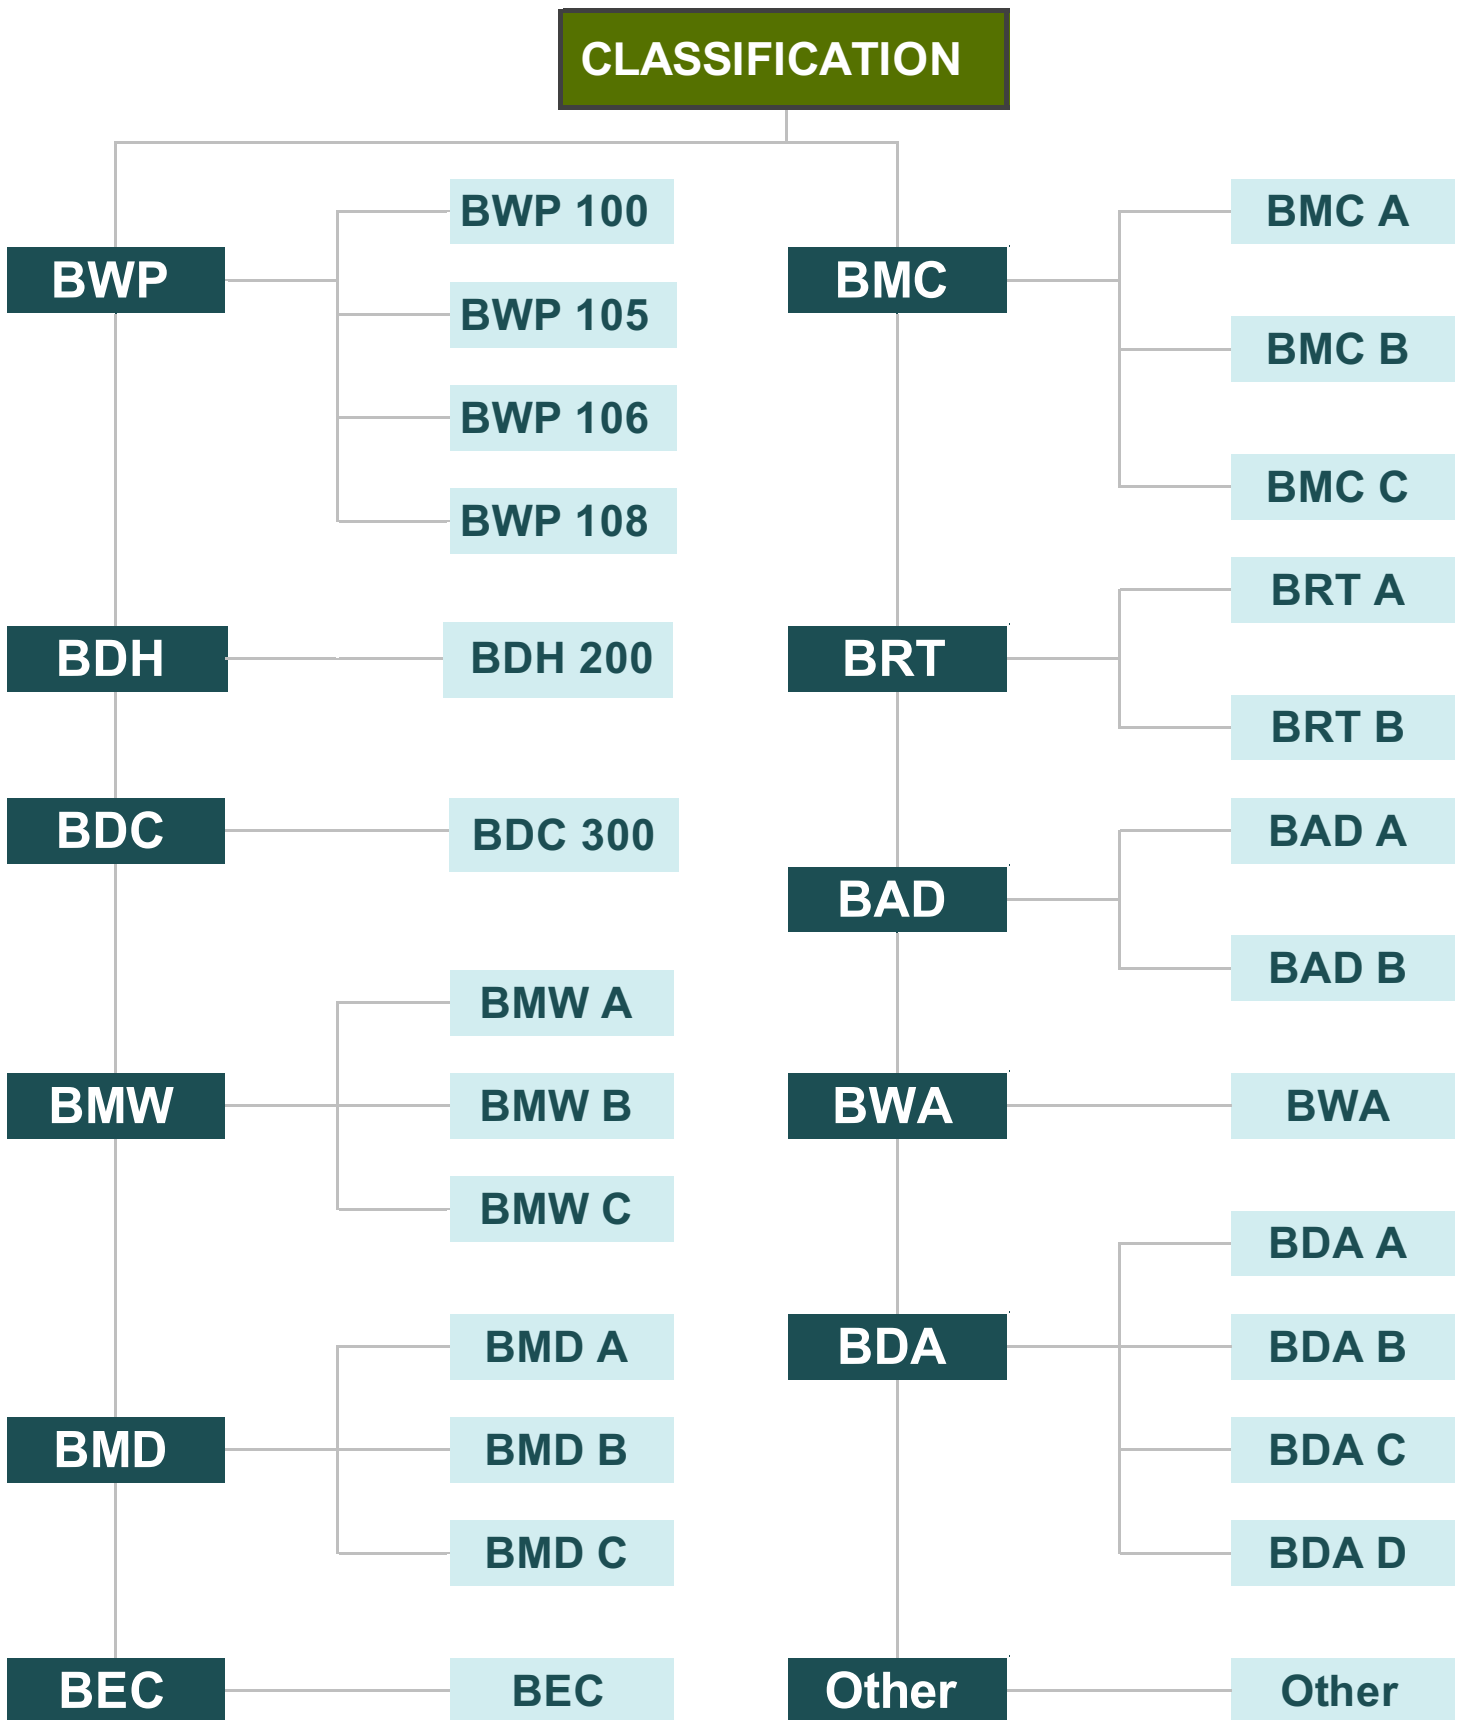 CLASSIFICATION
BWP
BWP 100
BWP 105
BWP 106
BWP 108
BDH
BDH 200
BDC
BDC 300
BMW
BMW A
BMW B
BMW C
BMD
BMD A
BMD B
BMD C
BEC
BEC
BMC
BMC A
BMC B
BMC C
BRT
BRT A
BRT B
BAD
BAD A
BAD B
BWA
BWA
BDA
BDA A
BDA B
BDA C
BDA D
Other
Other